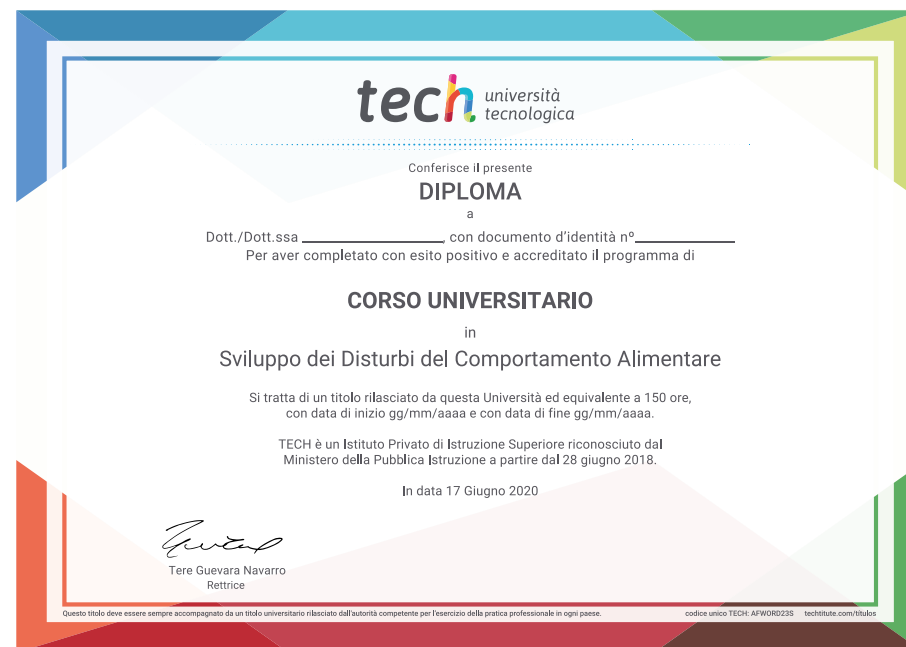 tech università
tecnologica
Conferisce il presente
DIPLOMA
a
Dott./Dott.ssa ____________, con documento d'identità nº________
Per aver completato con esito positivo e accreditato il programma di
CORSO UNIVERSITARIO
in
Sviluppo dei Disturbi del Comportamento Alimentare
Si tratta di un titolo rilasciato da questa Università ed equivalente a 150 ore,
con data di inizio gg/mm/aaaa e con data di fine gg/mm/aaaa.
TECH è un Istituto Privato di Istruzione Superiore riconosciuto dal
Ministero della Pubblica Istruzione a partire dal 28 giugno 2018.
In data 17 Giugno 2020
Tere Guevara Navarro
Rettrice
Questo titolo deve essere sempre accompagnato da un titolo universitario rilasciato dall'autorità competente per l'esercizio della pratica professionale in ogni paese. codice unico TECH: AFWORD23S techtitute.com/títulos